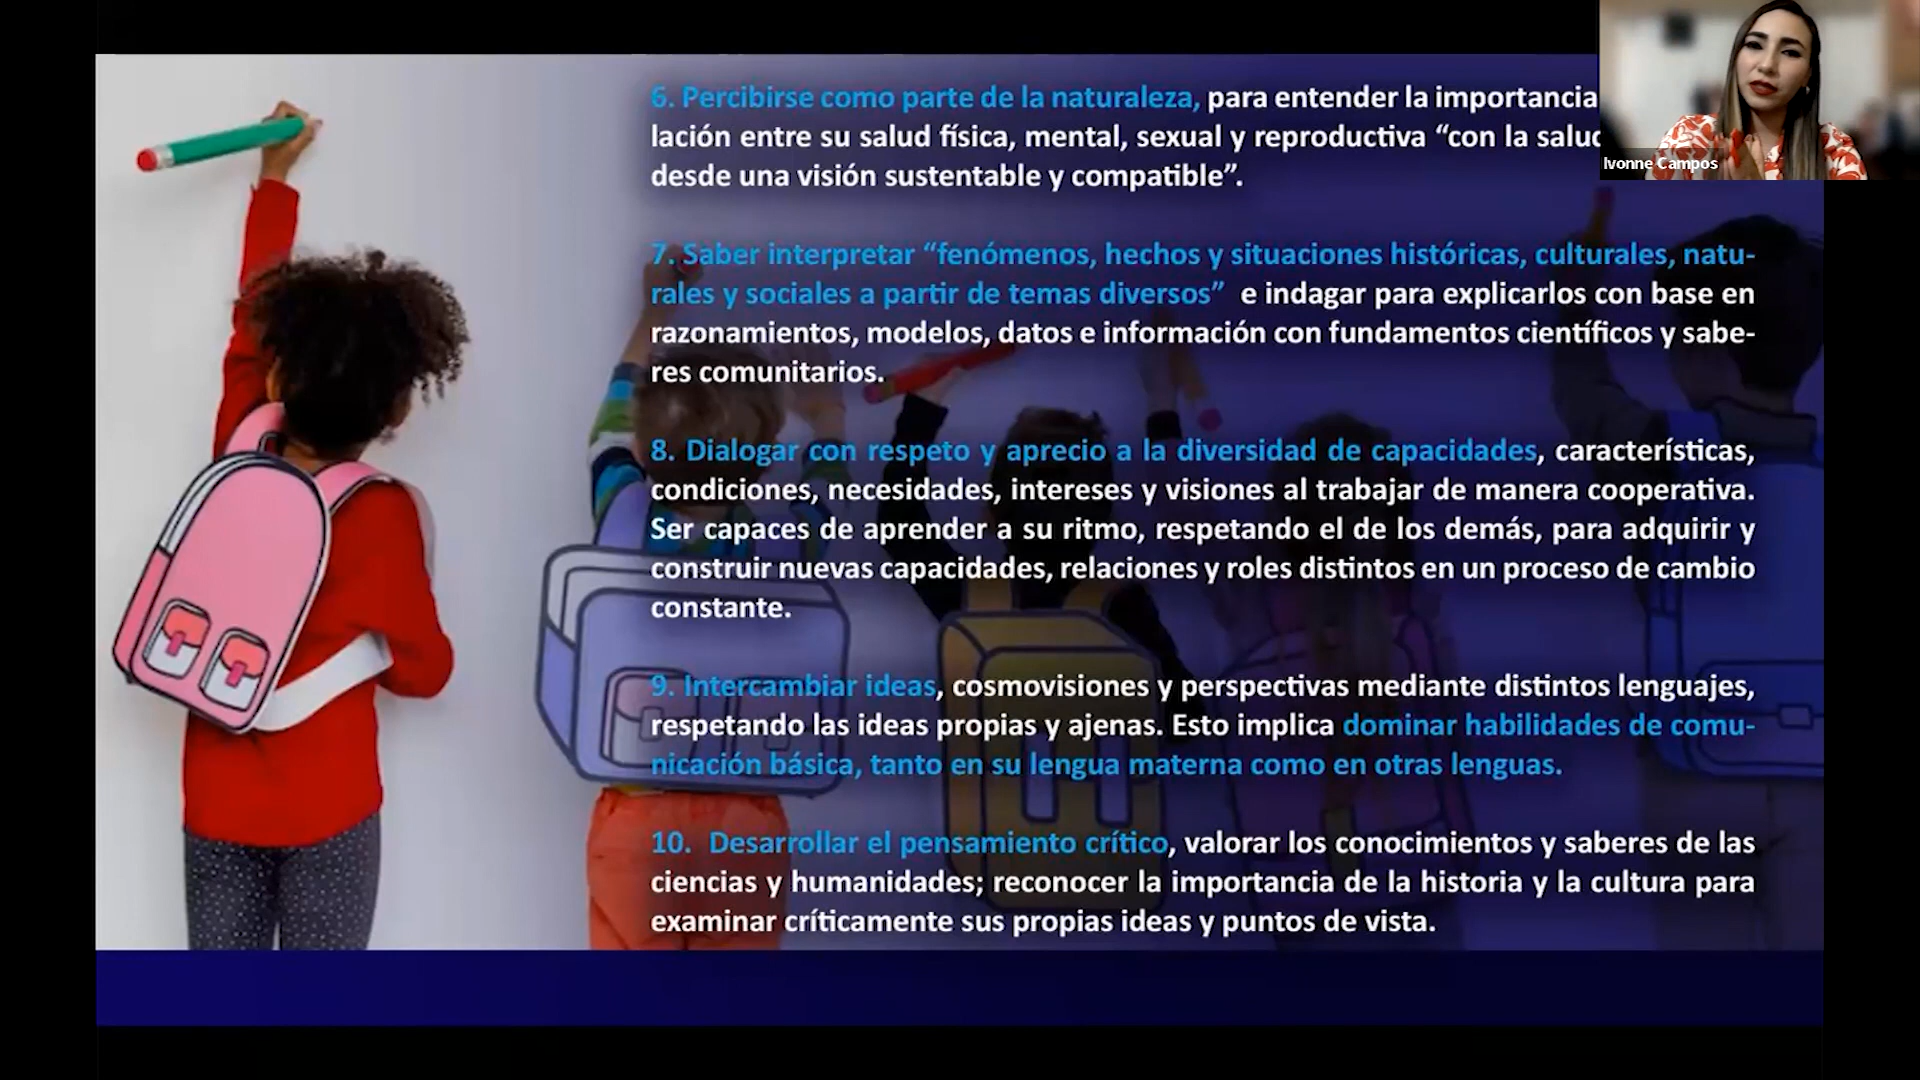 6. Percibirse como parte de la naturaleza, para entender la importancia
lación entre su salud física, mental, sexual y reproductiva “con la salud
desde una visión sustentable y compatible”.
7. Saber interpretar “fenómenos, hechos y situaciones históricas, culturales, natu-
rales y sociales a partir de temas diversos” e indagar para explicarlos con base en
razonamientos, modelos, datos e información con fundamentos científicos y sabe-
res comunitarios.
8. Dialogar con respeto y aprecio a la diversidad de capacidades, características,
condiciones, necesidades, intereses y visiones al trabajar de manera cooperativa.
Ser capaces de aprender a su ritmo, respetando el de los demás, para adquirir y
construir nuevas capacidades, relaciones y roles distintos en un proceso de cambio
constante.
9. Intercambiar ideas, cosmovisiones y perspectivas mediante distintos lenguajes,
respetando las ideas propias y ajenas. Esto implica dominar habilidades de comu-
nicación básica, tanto en su lengua materna como en otras lenguas.
10. Desarrollar el pensamiento crítico, valorar los conocimientos y saberes de las
ciencias y humanidades; reconocer la importancia de la historia y la cultura para
examinar críticamente sus propias ideas y puntos de vista.
Ivonne Campos